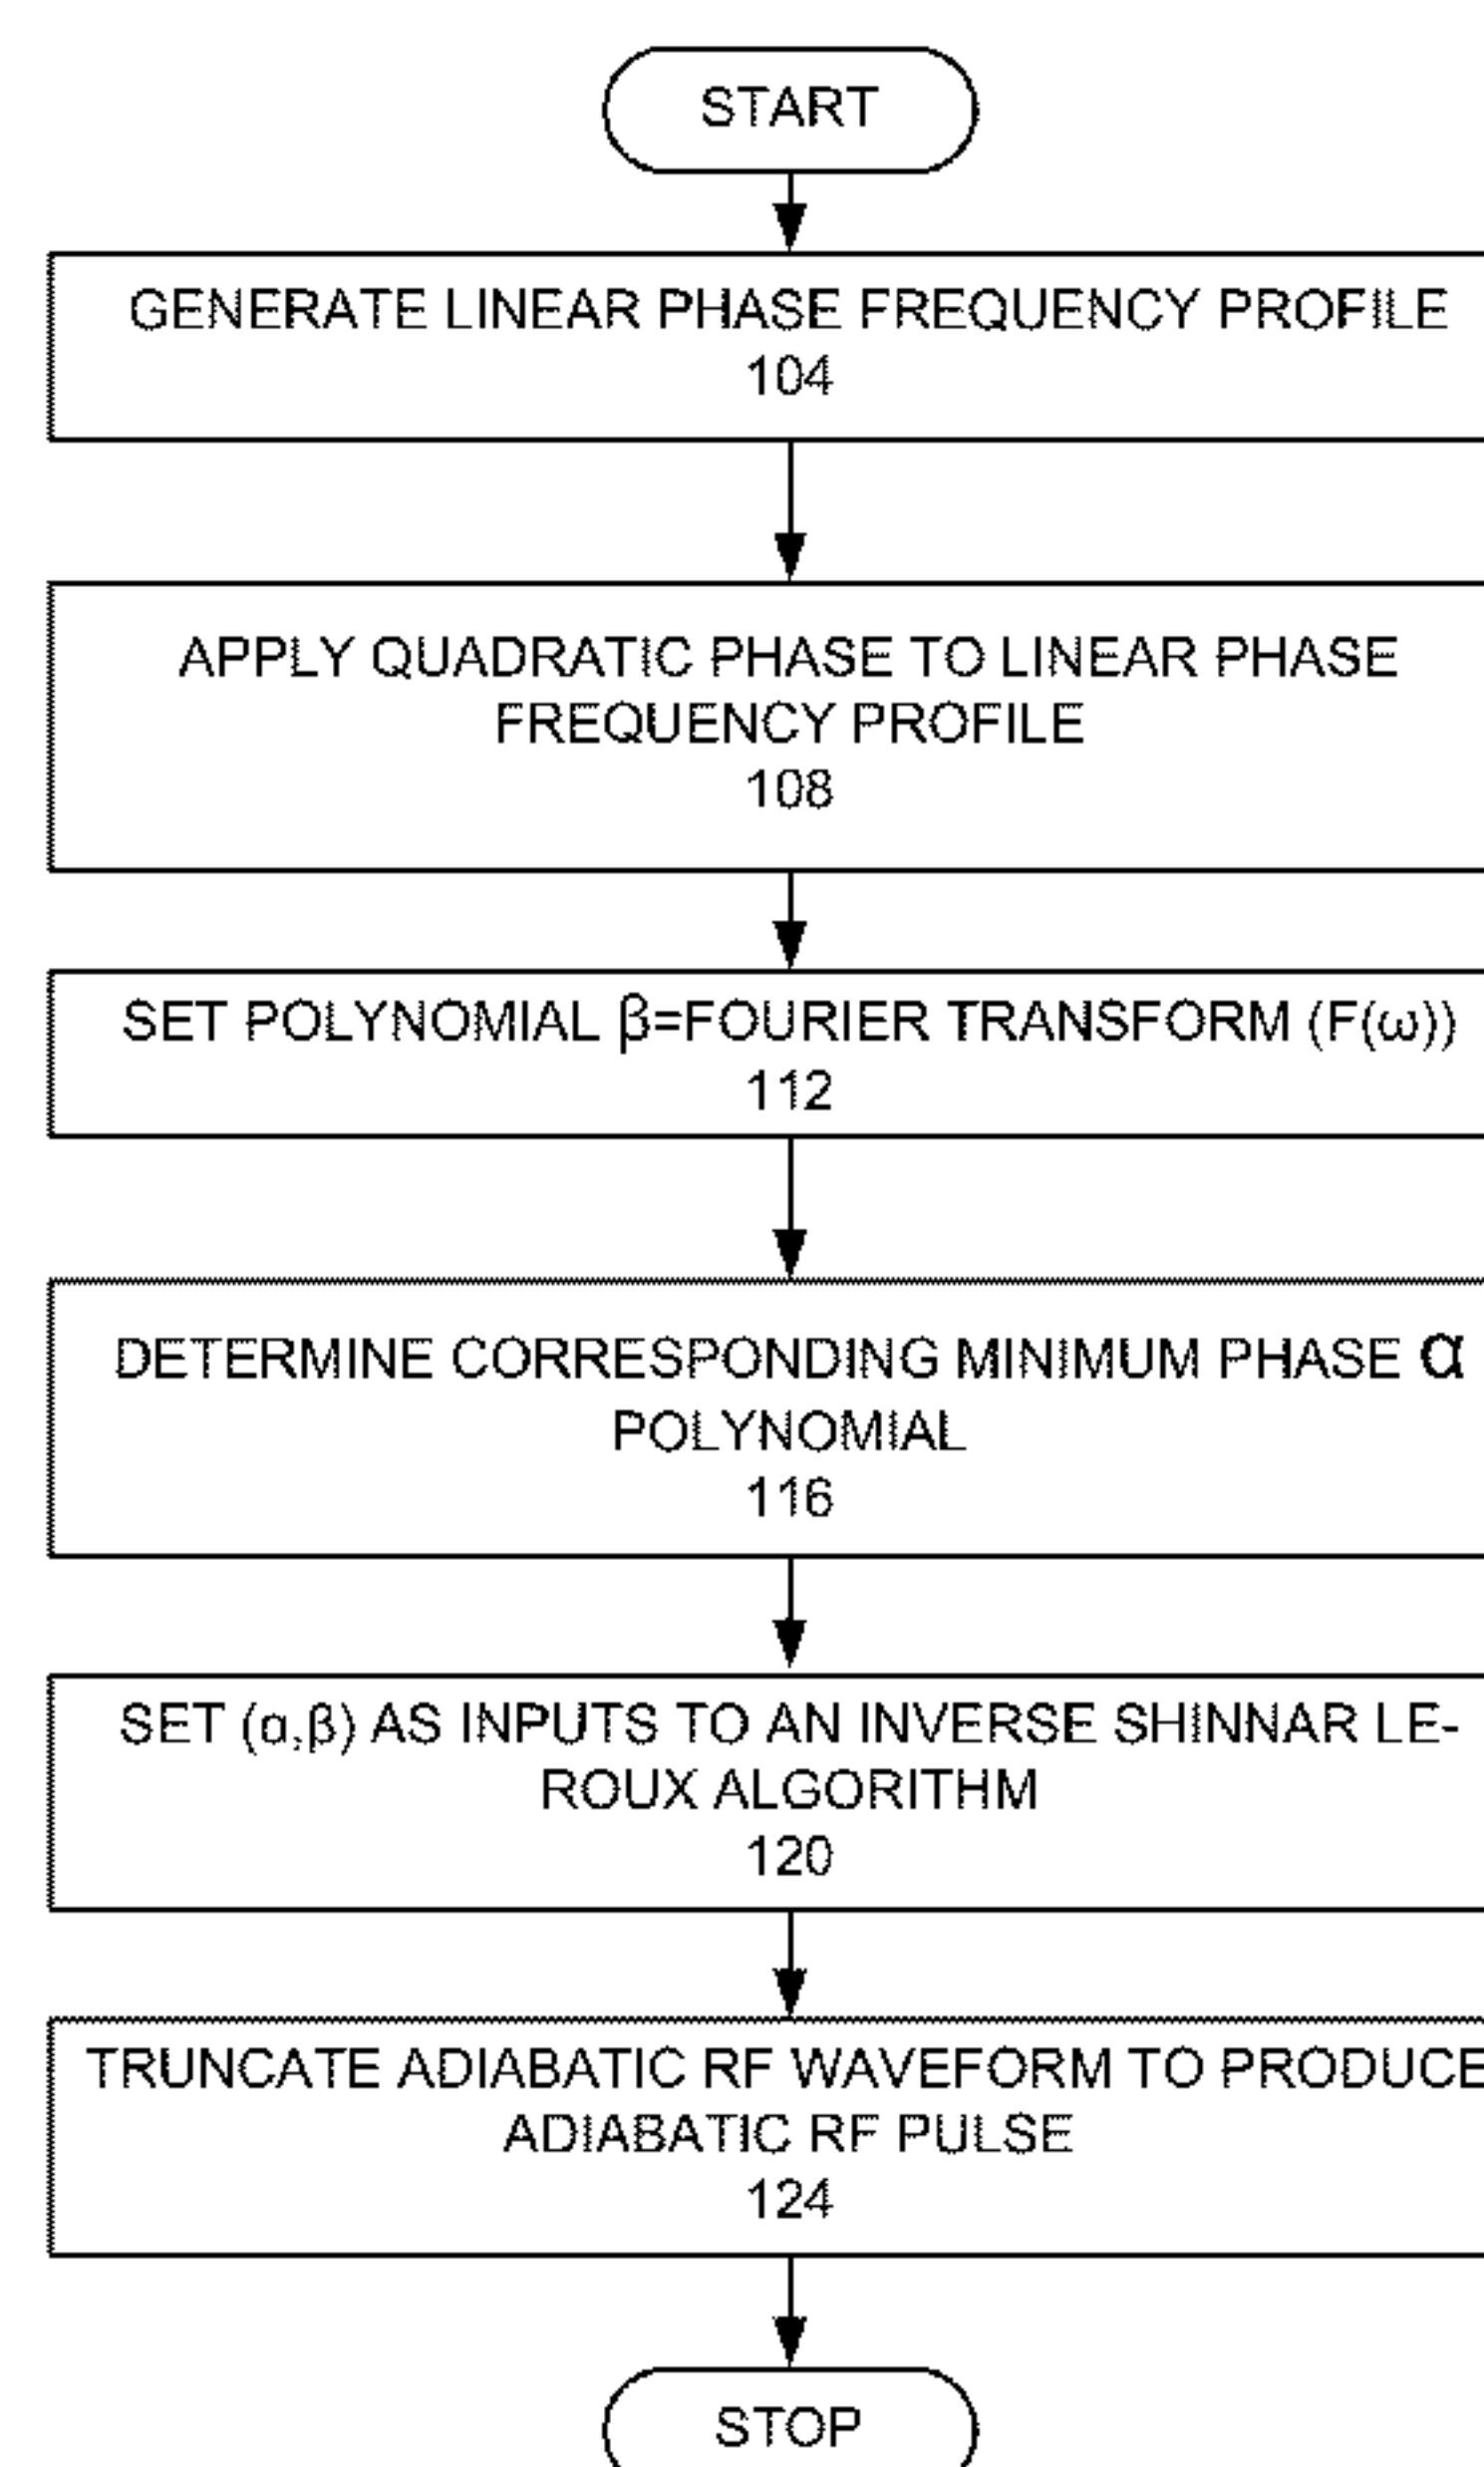 START
GENERATE LINEAR PHASE FREQUENCY PROFILE
104
APPLY QUADRATIC PHASE TO LINEAR PHASE
FREQUENCY PROFILE
108
SET POLYNOMIAL β=FOURIER TRANSFORM (F(ω))
112
DETERMINE CORRESPONDING MINIMUM PHASE α
POLYNOMIAL
116
SET (α,β) AS INPUTS TO AN INVERSE SHINNAR LE-
ROUX ALGORITHM
120
TRUNCATE ADIABATIC RF WAVEFORM TO PRODUCE
ADIABATIC RF PULSE
124
STOP